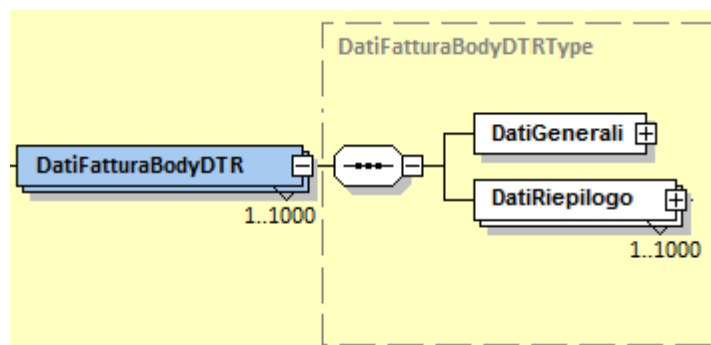 DatiFatturaBodyDTRType
DatiGenerali
DatiFatturaBodyDTR
DatiRiepilogo
1..1000
1..1000